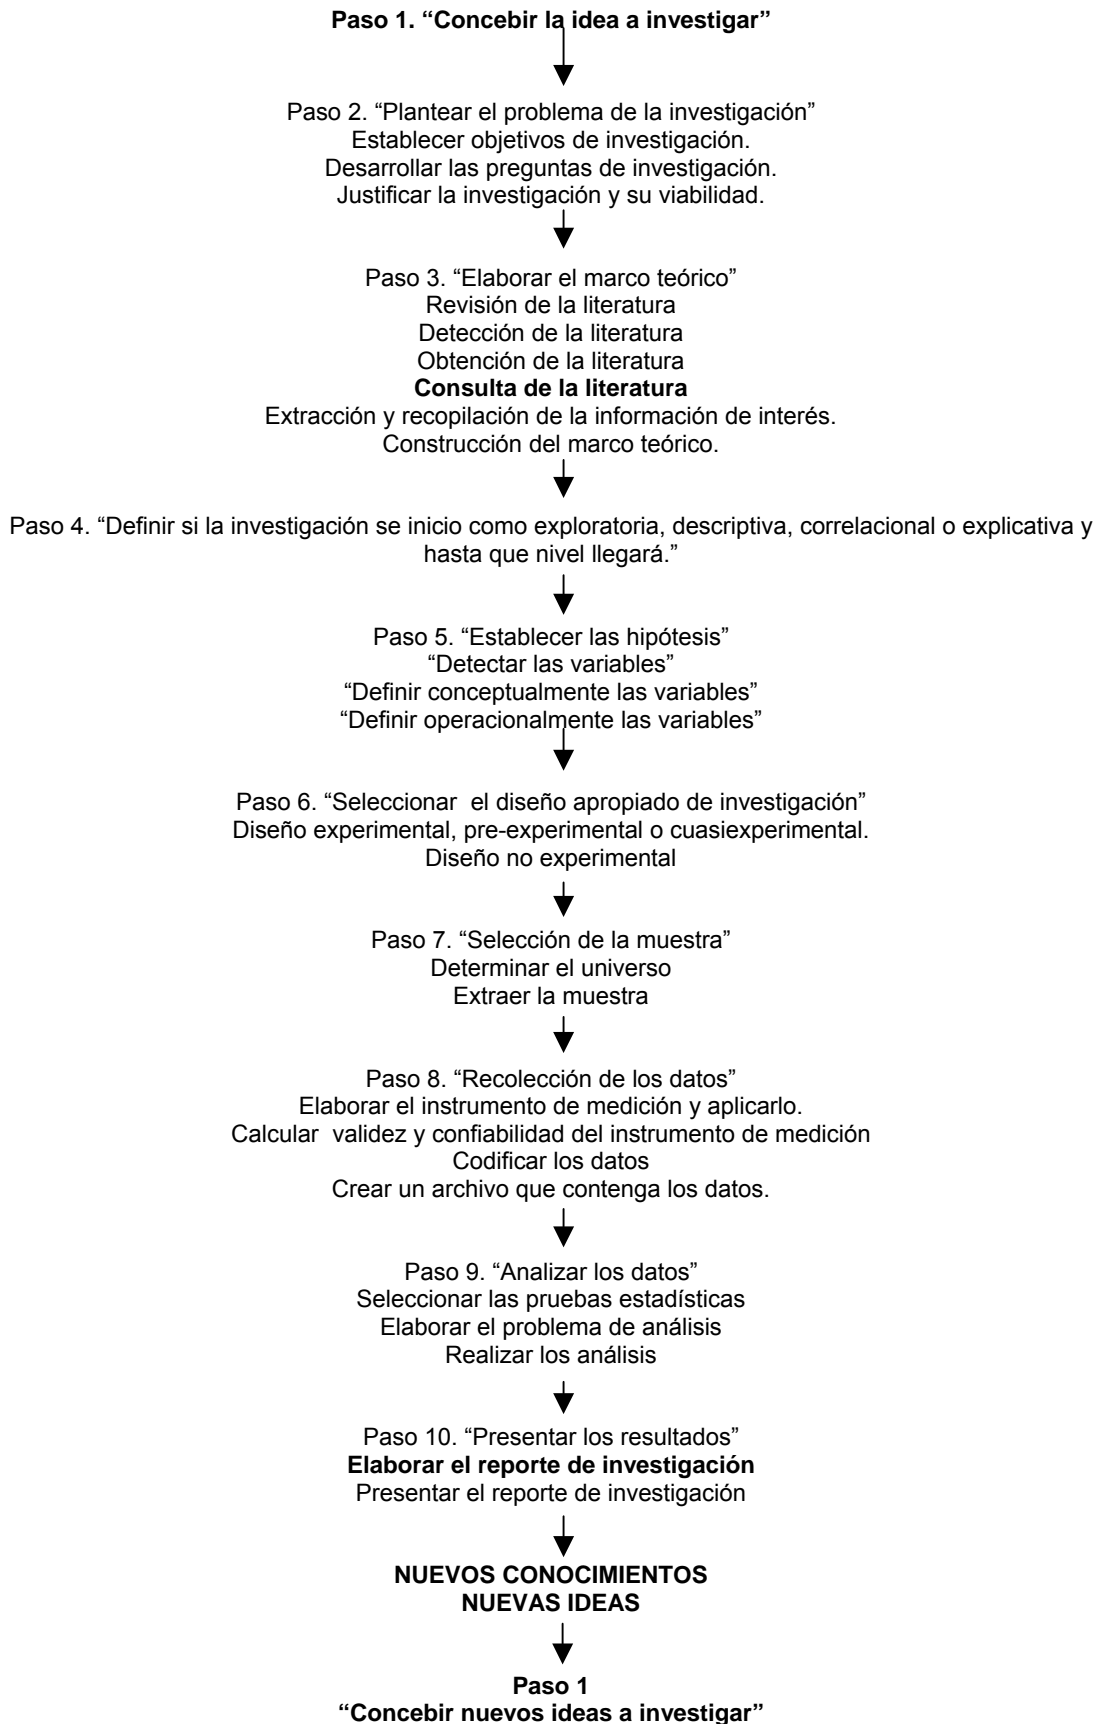 Paso 1. “Concebir la idea a investigar”
Paso 2. “Plantear el problema de la investigación”
Establecer objetivos de investigación.
Desarrollar las preguntas de investigación.
Justificar la investigación y su viabilidad.
Paso 3. “Elaborar el marco teórico”
Revisión de la literatura
Detección de la literatura
Obtención de la literatura
Consulta de la literatura
Extracción y recopilación de la información de interés.
Construcción del marco teórico.
Paso 4. “Definir si la investigación se inicio como exploratoria, descriptiva, correlacional o explicativa y
hasta que nivel llegará.”
Paso 5. “Establecer las hipótesis”
“Detectar las variables”
“Definir conceptualmente las variables”
“Definir operacionalmente las variables”
Paso 6. “Seleccionar  el diseño apropiado de investigación”
Diseño experimental, pre-experimental o cuasiexperimental.
Diseño no experimental
Paso 7. “Selección de la muestra”
Determinar el universo
Extraer la muestra
Paso 8. “Recolección de los datos”
Elaborar el instrumento de medición y aplicarlo.
Calcular  validez y confiabilidad del instrumento de medición
Codificar los datos
Crear un archivo que contenga los datos.
Paso 9. “Analizar los datos”
Seleccionar las pruebas estadísticas
Elaborar el problema de análisis
Realizar los análisis
Paso 10. “Presentar los resultados”
Elaborar el reporte de investigación
Presentar el reporte de investigación
NUEVOS CONOCIMIENTOS
NUEVAS IDEAS
Paso 1
“Concebir nuevos ideas a investigar”